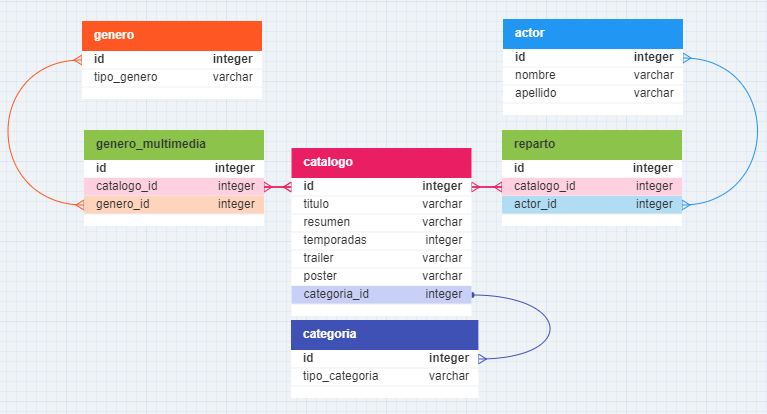 genero
id integer
tipo_genero varchar
actor
id integer
nombre varchar
apellido varchar
genero_multimedia
id integer
catalogo_id integer
genero_id integer
catalogo
id integer
titulo varchar
resumen varchar
temporadas integer
trailer varchar
poster varchar
categoria_id integer
reparto
id integer
catalogo_id integer
actor_id integer
categoria
id integer
tipo_categoria varchar